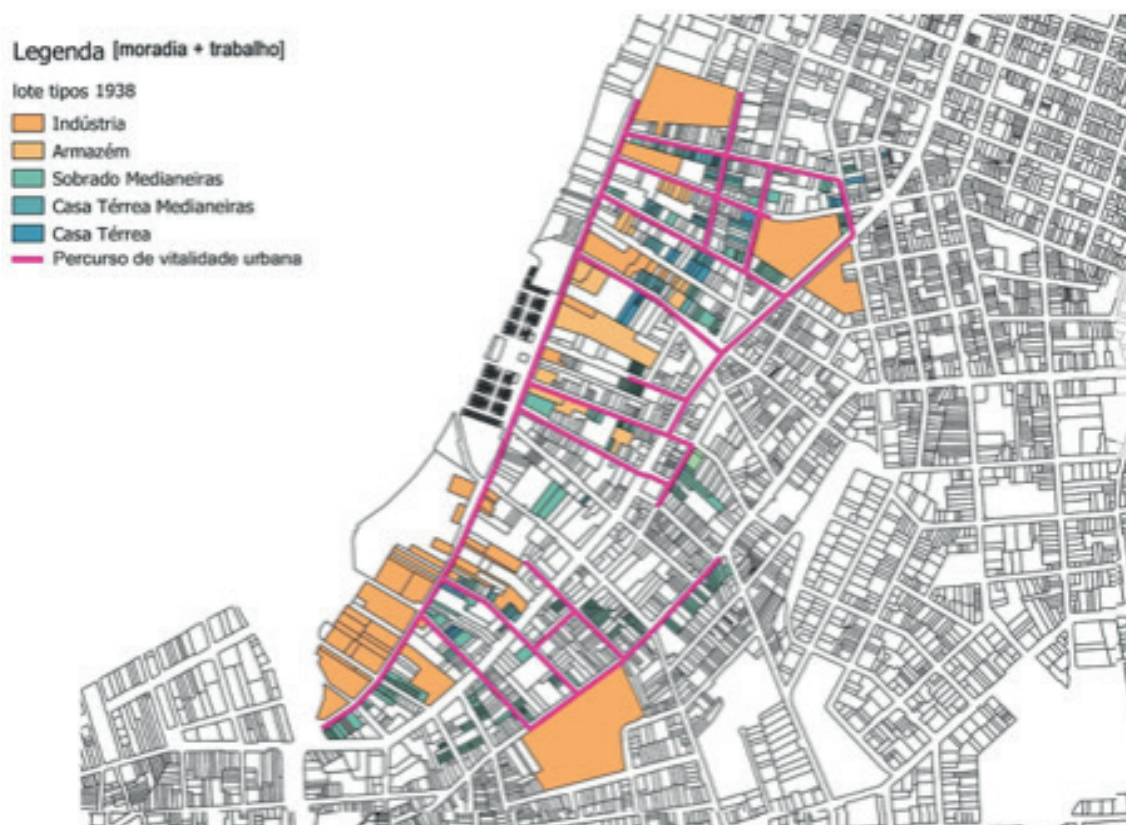 Legenda [moradia + trabalho]
lote tipos 1938
Indústria
Armazém
Sobrado Medianeiras
Casa Térrea Medianeiras
Casa Térrea
Percurso de vitalidade urbana